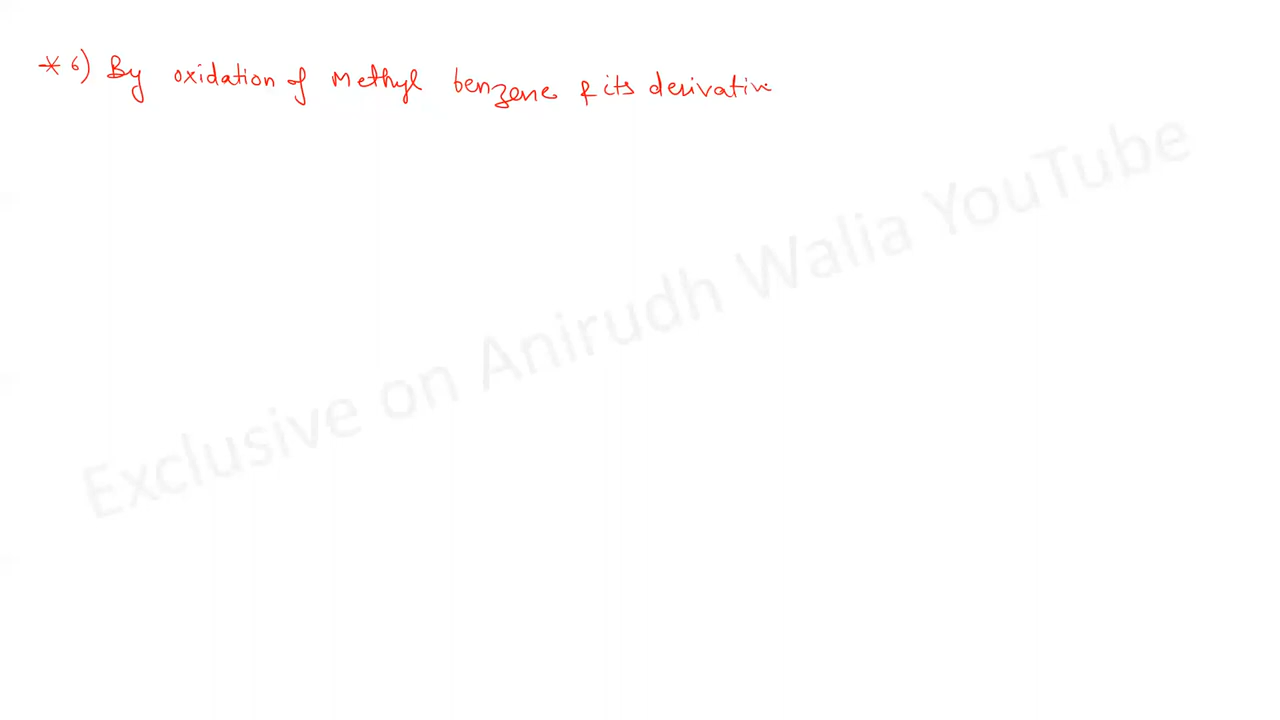 * 6) By oxidation of Methyl benzene & its derivativ
Exclusive on Anirudh Walia YouTube